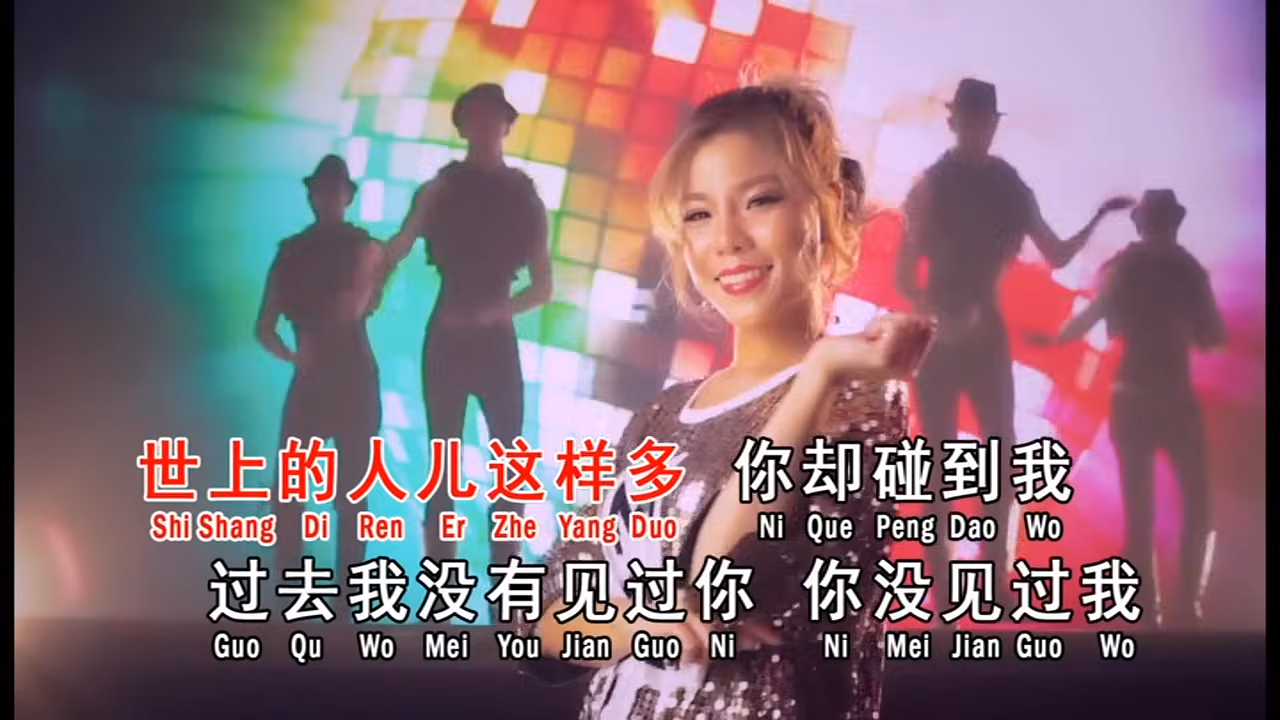 世上的人儿这样多 你却碰到我
Shi Shang Di Ren Er Zhe Yang Duo Ni Que Peng Dao Wo
过去我没有见过你 你没见过我
Guo Qu Wo Mei You Jian Guo Ni Ni Mei Jian Guo Wo